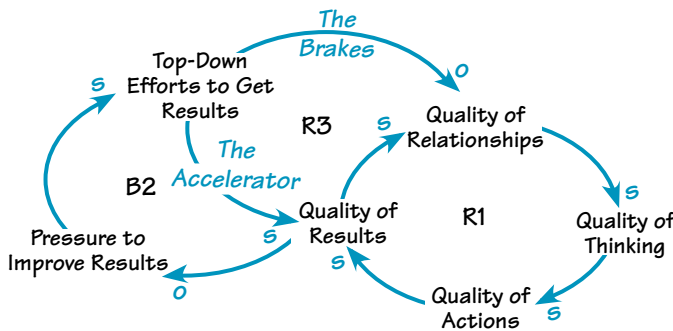 The
Brakes
s
Top-Down
Efforts to Get
Results
o
Quality of
Relationships
R3
s
The
Accelerator
B2
s
Quality of
Results
R1
s
Quality of
Thinking
Pressure to
Improve Results
s
o
Quality of
Actions
s